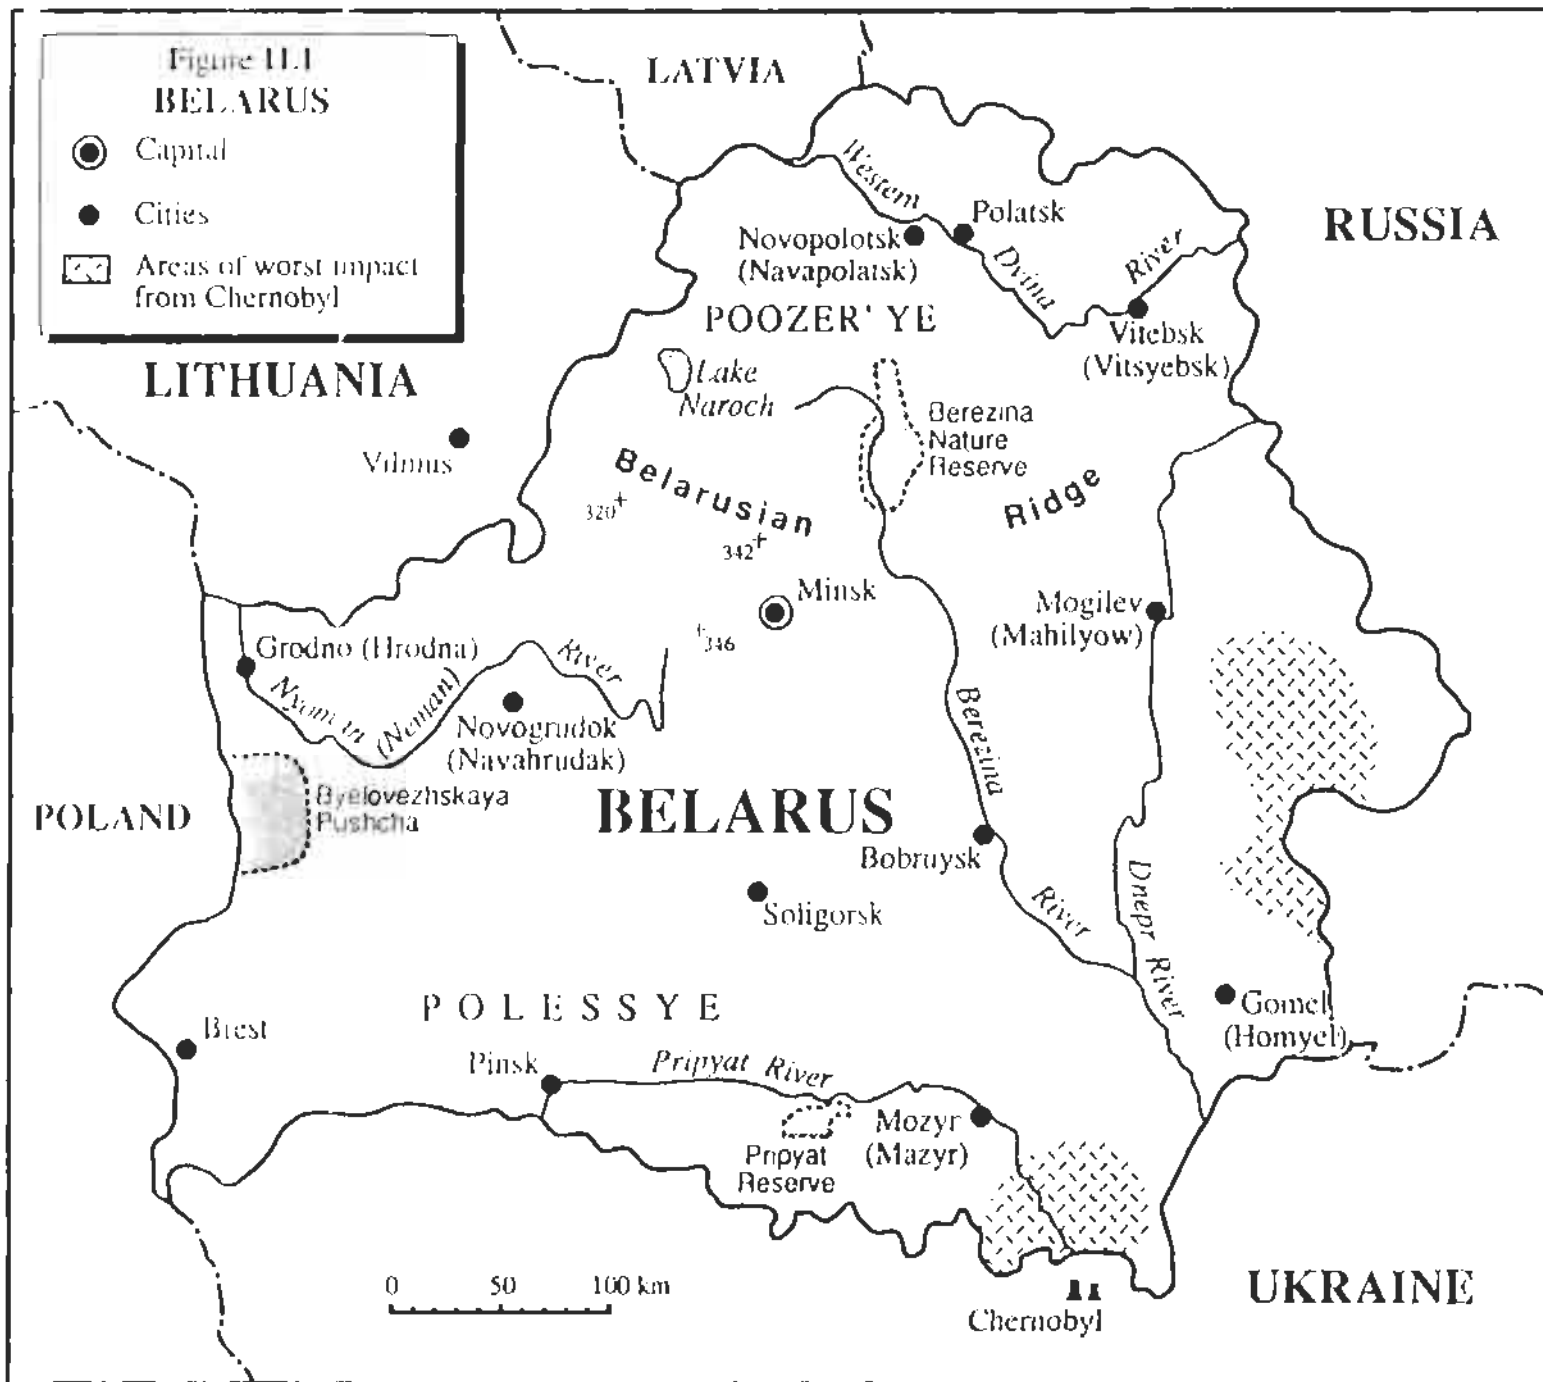 Figure 11.1
BELARUS
Capital
Cities
Areas of worst impact
from Chernobyl
LATVIA
RUSSIA
LITHUANIA
POLAND
UKRAINE
BELARUS
Western
Dvina
River
Polatsk
Novopolotsk
(Navapolatsk)
POOZER' YE
Vitebsk
(Vitsyebsk)
Lake
Naroch
Berezina
Nature
Reserve
Vilnius
Belarusian
Ridge
320
342
346
Minsk
Mogilev
(Mahilyow)
Grodno (Hrodna)
Nyoman
(Neman)
River
Novogrudok
(Navahrudak)
Byelovezhskaya
Pushcha
Berezina
River
Bobruysk
Soligorsk
Dnepr River
POLESSYE
Gomel
(Homyel)
Brest
Pinsk
Pripyat River
Mozyr
(Mazyr)
Pripyat
Reserve
0 50 100 km
Chernobyl